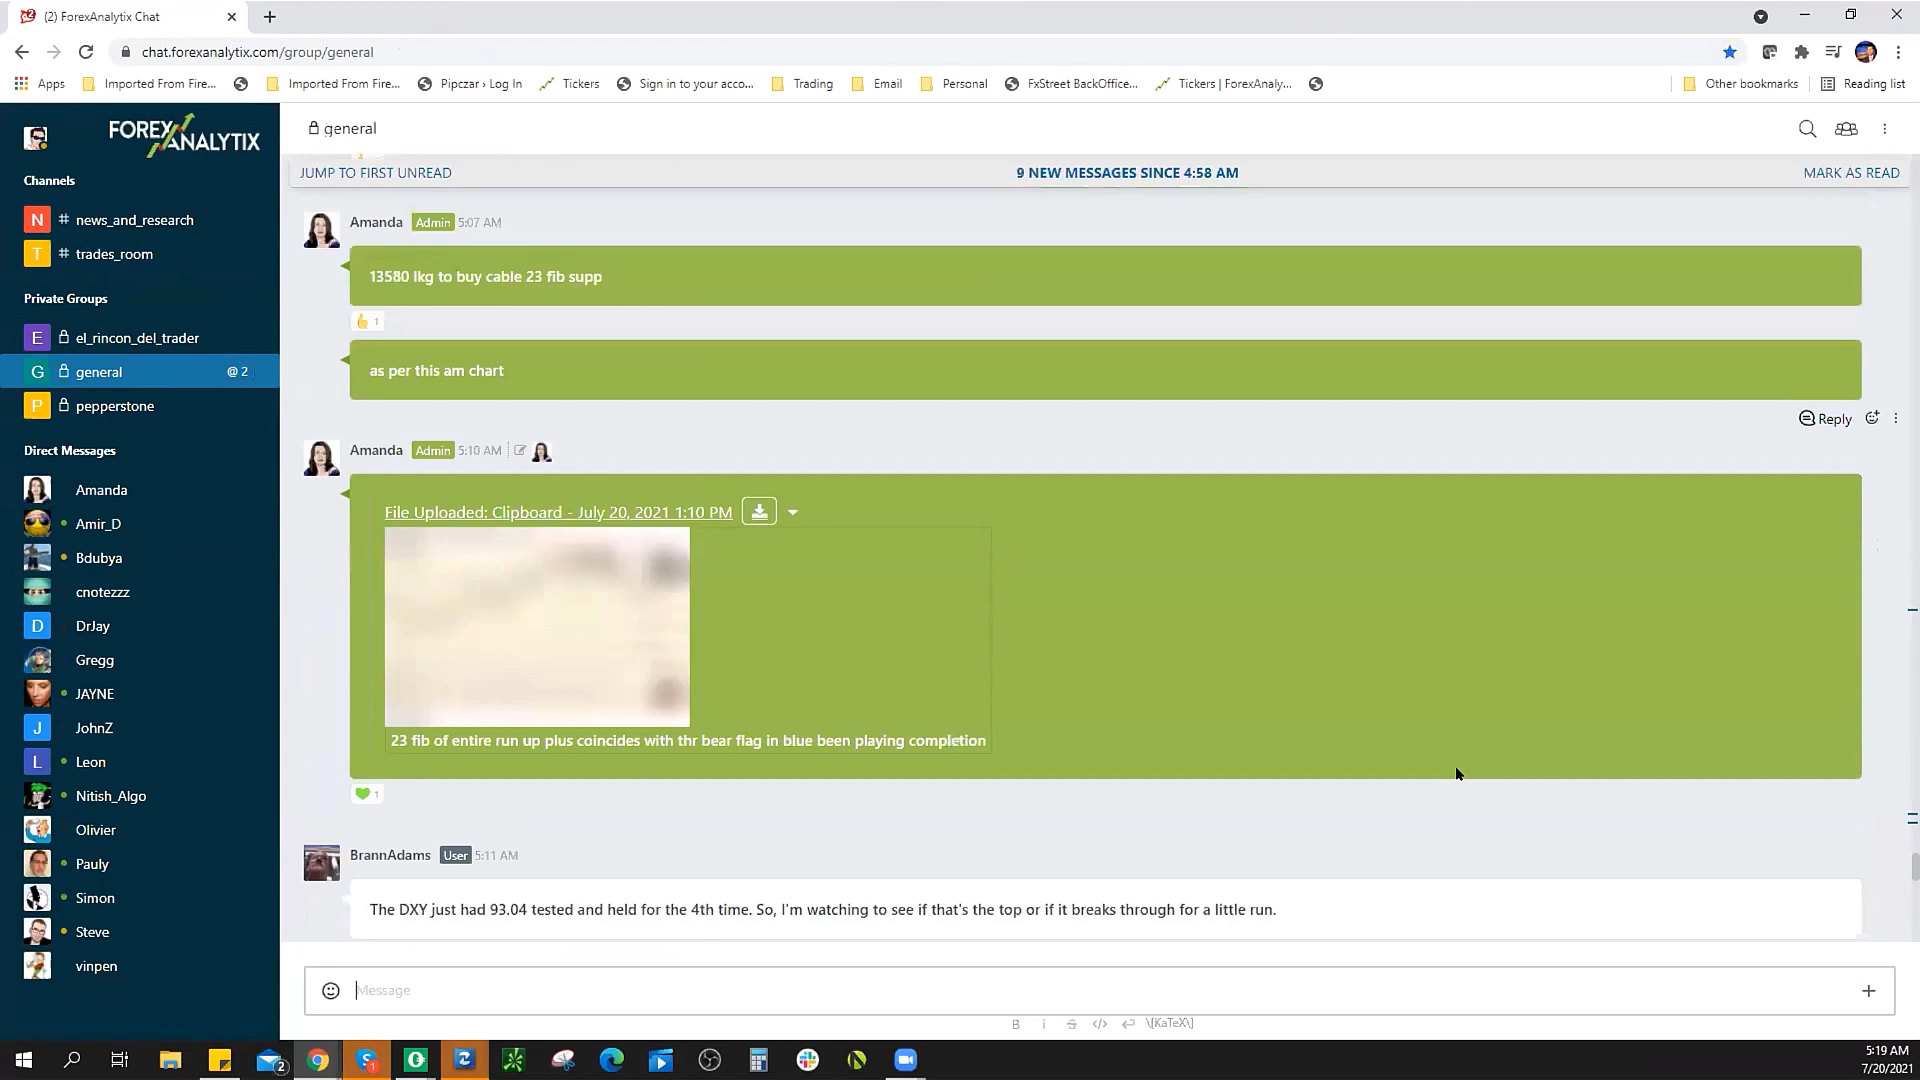 (2) ForexAnalytix Chat
chat.forexanalytix.com/group/general
Apps
Imported From Fire...
Imported From Fire...
Pipczar › Log In
Tickers
Sign in to your acco...
Trading
Email
Personal
FxStreet BackOffice...
Tickers | ForexAnaly...
Other bookmarks
Reading list
FOREX ANALYTIX
general
JUMP TO FIRST UNREAD
9 NEW MESSAGES SINCE 4:58 AM
MARK AS READ
Channels
N # news_and_research
T # trades_room
Private Groups
E el_rincon_del_trader
G general @ 2
P pepperstone
Direct Messages
Amanda
Amir_D
Bdubya
cnotezzz
D DrJay
Gregg
JAYNE
J JohnZ
L Leon
Nitish_Algo
Olivier
Pauly
Simon
Steve
vinpen
Amanda Admin 5:07 AM
13580 lkg to buy cable 23 fib supp
1
as per this am chart
Reply
Amanda Admin 5:10 AM
File Uploaded: Clipboard - July 20, 2021 1:10 PM
23 fib of entire run up plus coincides with thr bear flag in blue been playing completion
1
BrannAdams User 5:11 AM
The DXY just had 93.04 tested and held for the 4th time. So, I'm watching to see if that's the top or if it breaks through for a little run.
Message
B i S </> \[KaTeX\]
2
1
5:19 AM
7/20/2021